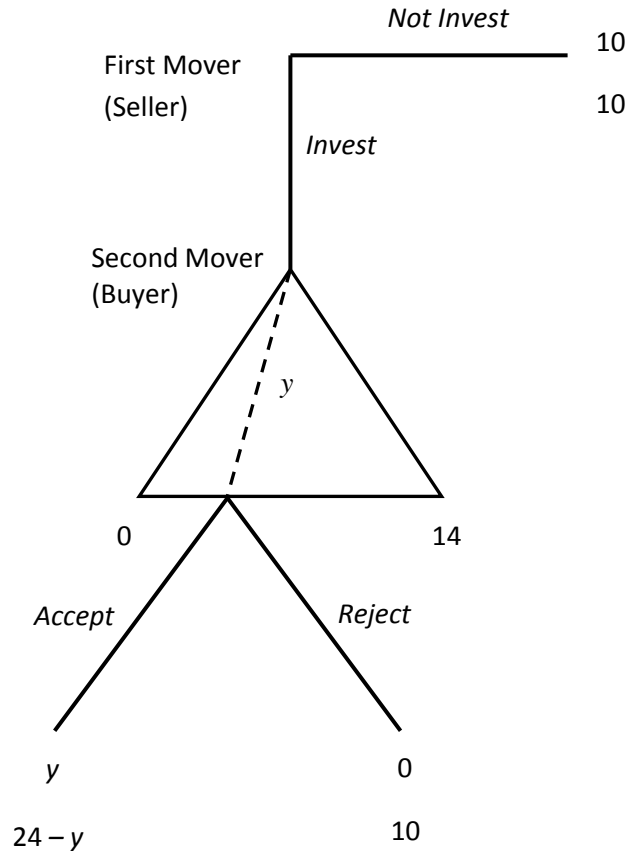 Not Invest
10
First Mover
(Seller)
10
Invest
Second Mover
(Buyer)
y
0
14
Accept
Reject
y
0
24 – y
10